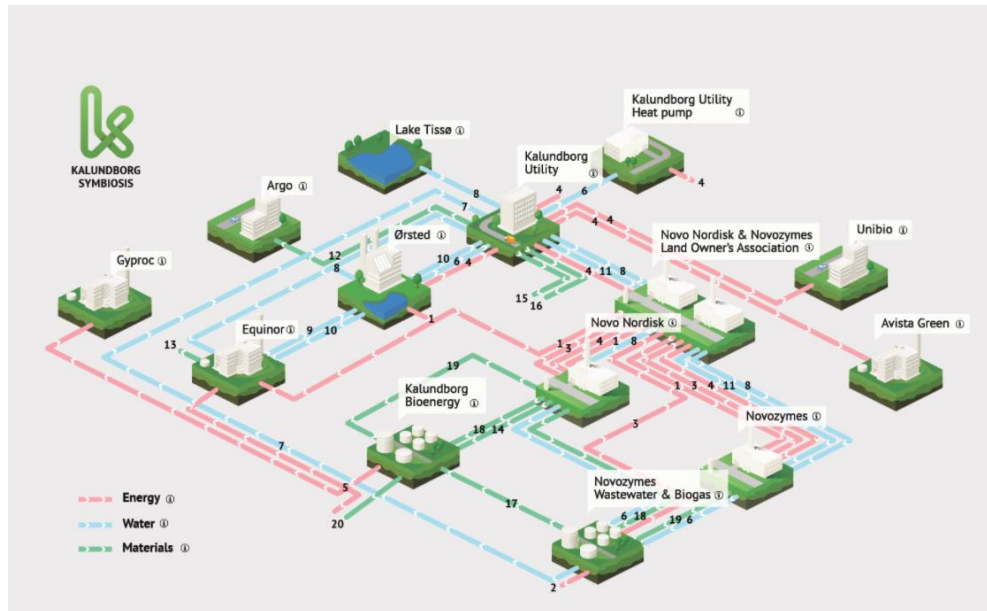 KALUNDBORG
SYMBIOSIS
Lake Tissø
Kalundborg Utility
Heat pump
Kalundborg
Utility
Argo
Ørsted
Gyproc
Equinor
Novo Nordisk & Novozymes
Land Owner's Association
Unibio
Avista Green
Novo Nordisk
Kalundborg
Bioenergy
Novozymes
Novozymes
Wastewater & Biogas
Energy
Water
Materials
8
4
6
4
7
4
4
12
8
10 6 4
4 11 8
15
16
9 10
1
13
1
3
4 1 8
19
1 3 4 11 8
18 14
3
7
5
20
17
6 18
19 6
2